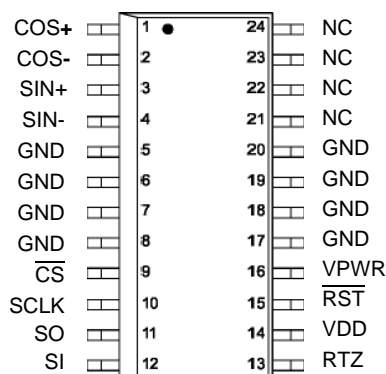 COS+ 1 24 NC
COS- 2 23 NC
SIN+ 3 22 NC
SIN- 4 21 NC
GND 5 20 GND
GND 6 19 GND
GND 7 18 GND
GND 8 17 GND
CS 9 16 VPWR
SCLK 10 15 RST
SO 11 14 VDD
SI 12 13 RTZ